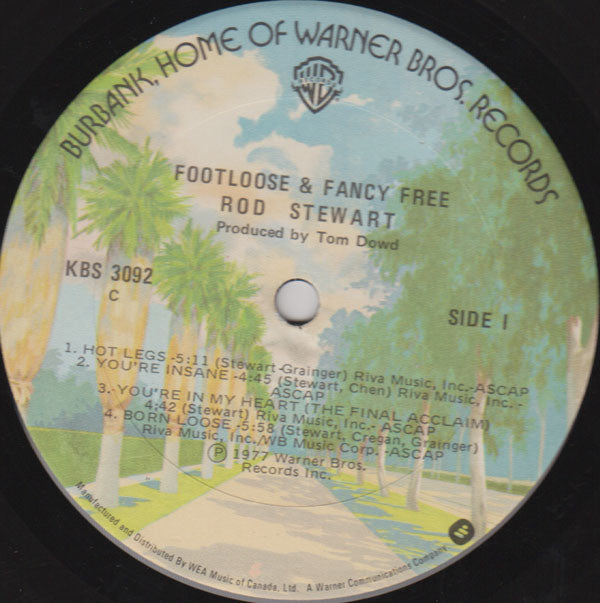 BURBANK, HOME OF WARNER BROS. RECORDS
WB
RECORDS
FOOTLOOSE & FANCY FREE
ROD STEWART
Produced by Tom Dowd
KBS 3092
C
SIDE 1
1. HOT LEGS -5:11 (Stewart-Grainger) Riva Music, Inc.-ASCAP
2. YOU'RE INSANE -4:45 (Stewart, Chen) Riva Music, Inc. -
ASCAP
3. YOU'RE IN MY HEART (THE FINAL ACCLAIM)
4:42 (Stewart) Riva Music, Inc.- ASCAP
4. BORN LOOSE -5:58 (Stewart, Cregan, Grainger)
Riva Music, Inc./WB Music Corp. -ASCAP
Ⓟ 1977 Warner Bros.
Records Inc.
Manufactured and Distributed By WEA Music of Canada, Ltd. A Warner Communications Company